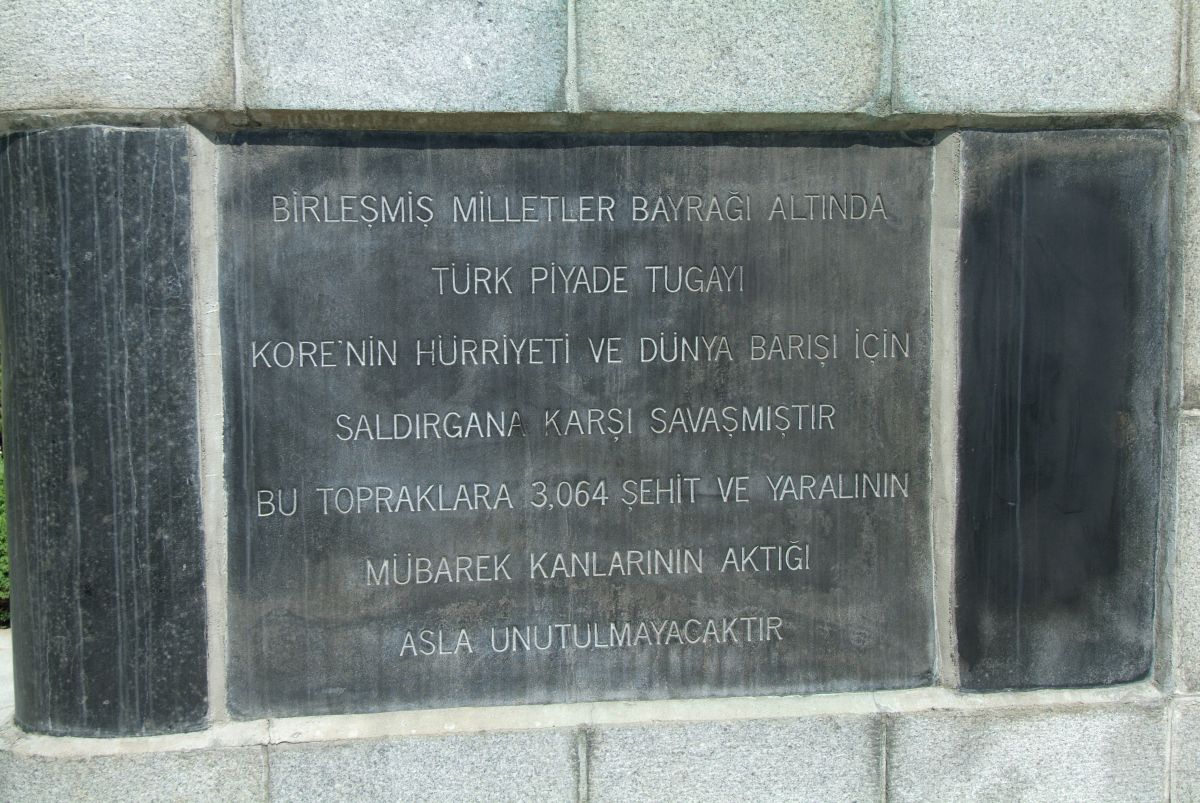 BİRLEŞMİŞ MİLLETLER BAYRAĞI ALTINDA
TÜRK PİYADE TUGAYI
KORE'NİN HÜRRİYETİ VE DÜNYA BARIŞI İÇİN
SALDIRGANA KARŞI SAVAŞMIŞTIR
BU TOPRAKLARA 3,064 ŞEHİT VE YARALININ
MÜBAREK KANLARININ AKTIĞI
ASLA UNUTULMAYACAKTIR